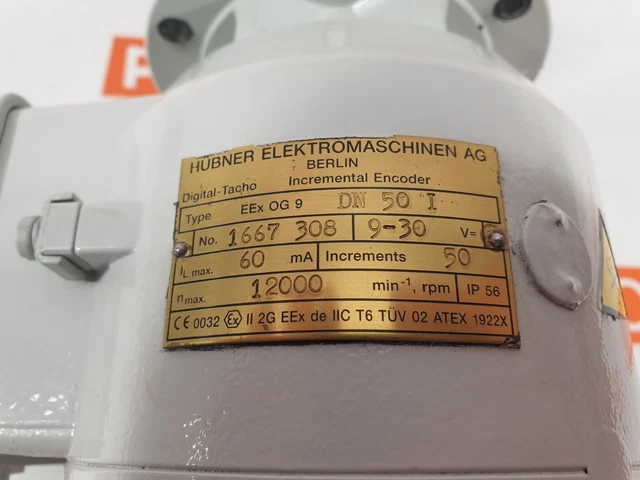 HÜBNER ELEKTROMASCHINEN AG
BERLIN
Digital-Tacho Incremental Encoder
Type EEx OG 9 DN 50 I
No. 1667 308 9-30 V=
IL max. 60 mA Increments 50
nmax. 12000 min⁻¹, rpm IP 56
CE 0032 Ex II 2G EEx de IIC T6 TÜV 02 ATEX 1922X